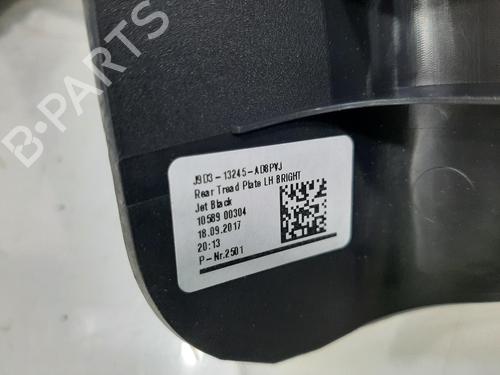 B-PARTS
J9D3-13245-AD8PVJ
Rear Tread Plate LH BRIGHT
Jet Black
10589 00304
18.09.2017
20:13
P-Nr.2501